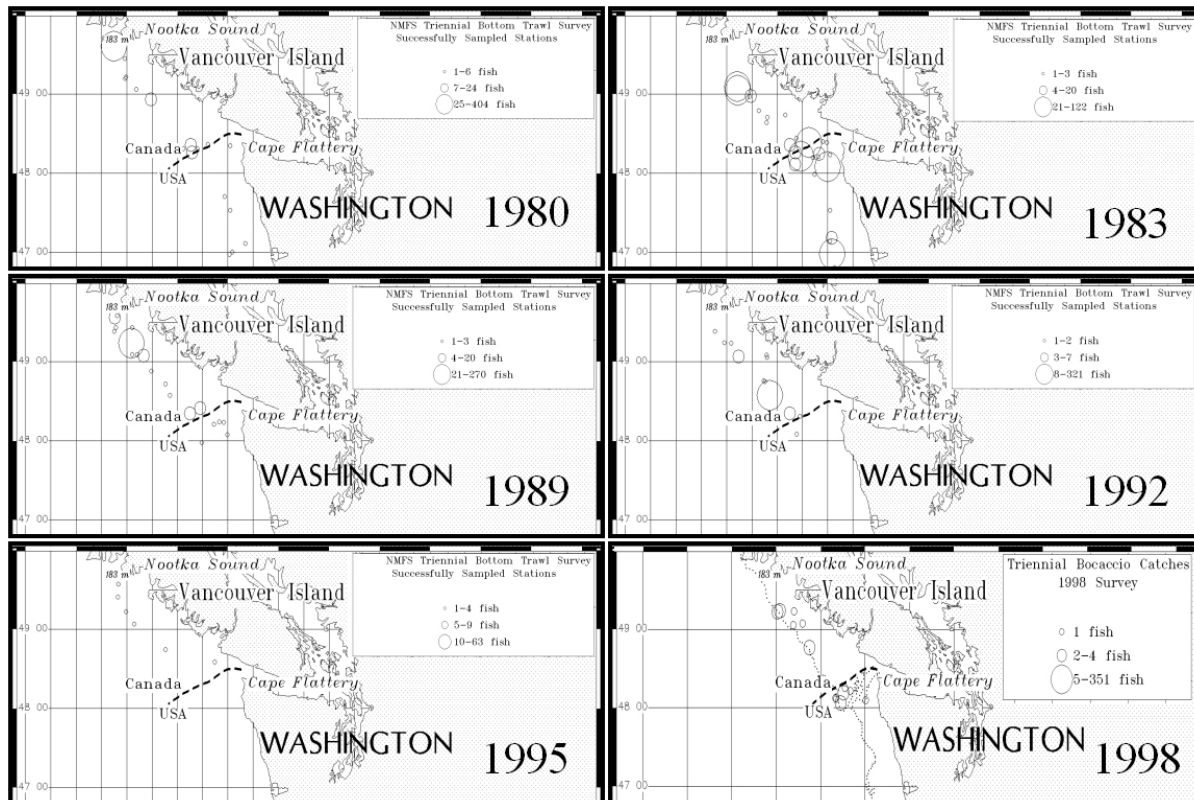 Nootka Sound
183 m
Vancouver Island
NMFS Triennial Bottom Trawl Survey
Successfully Sampled Stations
1-6 fish
7-24 fish
25-404 fish
49 00
Canada
Cape Flattery
USA
48 00
WASHINGTON
1980
47 00
Nootka Sound
183 m
Vancouver Island
NMFS Triennial Bottom Trawl Survey
Successfully Sampled Stations
1-3 fish
4-20 fish
21-122 fish
49 00
Canada
Cape Flattery
USA
48 00
WASHINGTON
1983
47 00
Nootka Sound
183 m
Vancouver Island
NMFS Triennial Bottom Trawl Survey
Successfully Sampled Stations
1-3 fish
4-20 fish
21-270 fish
49 00
Canada
Cape Flattery
USA
48 00
WASHINGTON
1989
47 00
Nootka Sound
183 m
Vancouver Island
NMFS Triennial Bottom Trawl Survey
Successfully Sampled Stations
1-2 fish
3-7 fish
8-321 fish
49 00
Canada
Cape Flattery
USA
48 00
WASHINGTON
1992
47 00
Nootka Sound
183 m
Vancouver Island
NMFS Triennial Bottom Trawl Survey
Successfully Sampled Stations
1-4 fish
5-9 fish
10-63 fish
49 00
Canada
Cape Flattery
USA
48 00
WASHINGTON
1995
47 00
Nootka Sound
183 m
Vancouver Island
Triennial Bocaccio Catches
1998 Survey
1 fish
2-4 fish
5-351 fish
49 00
Canada
Cape Flattery
USA
48 00
WASHINGTON
1998
47 00